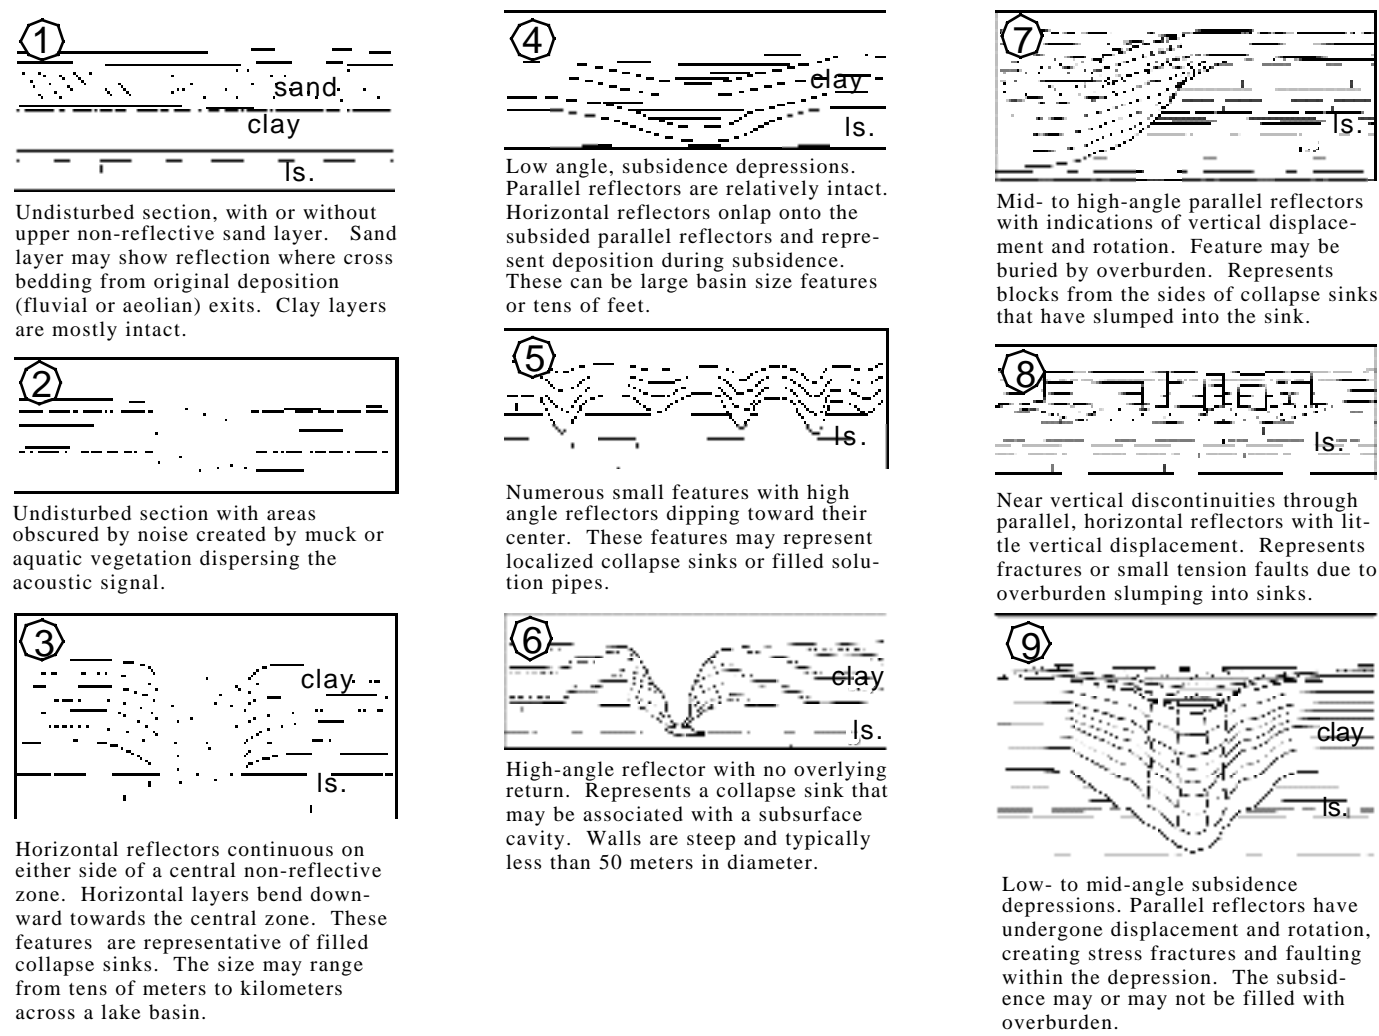 1
sand
clay
ls.
Undisturbed section, with or without
upper non-reflective sand layer. Sand
layer may show reflection where cross
bedding from original deposition
(fluvial or aeolian) exits. Clay layers
are mostly intact.
2
Undisturbed section with areas
obscured by noise created by muck or
aquatic vegetation dispersing the
acoustic signal.
3
clay
ls.
Horizontal reflectors continuous on
either side of a central non-reflective
zone. Horizontal layers bend down-
ward towards the central zone. These
features are representative of filled
collapse sinks. The size may range
from tens of meters to kilometers
across a lake basin.
4
clay
ls.
Low angle, subsidence depressions.
Parallel reflectors are relatively intact.
Horizontal reflectors onlap onto the
subsided parallel reflectors and repre-
sent deposition during subsidence.
These can be large basin size features
or tens of feet.
5
ls.
Numerous small features with high
angle reflectors dipping toward their
center. These features may represent
localized collapse sinks or filled solu-
tion pipes.
6
clay
ls.
High-angle reflector with no overlying
return. Represents a collapse sink that
may be associated with a subsurface
cavity. Walls are steep and typically
less than 50 meters in diameter.
7
ls.
Mid- to high-angle parallel reflectors
with indications of vertical displace-
ment and rotation. Feature may be
buried by overburden. Represents
blocks from the sides of collapse sinks
that have slumped into the sink.
8
ls.
Near vertical discontinuities through
parallel, horizontal reflectors with lit-
tle vertical displacement. Represents
fractures or small tension faults due to
overburden slumping into sinks.
9
clay
ls.
Low- to mid-angle subsidence
depressions. Parallel reflectors have
undergone displacement and rotation,
creating stress fractures and faulting
within the depression. The subsid-
ence may or may not be filled with
overburden.